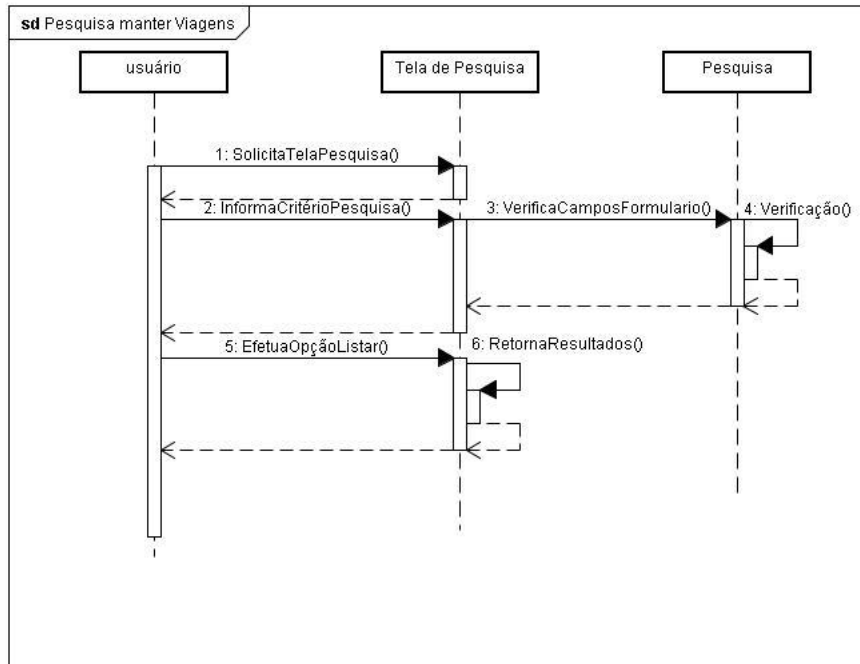 sd Pesquisa manter Viagens
usuário
Tela de Pesquisa
Pesquisa
1: SolicitaTelaPesquisa()
2: InformaCritérioPesquisa()
3: VerificaCamposFormulario()
4: Verificação()
5: EfetuaOpçãoListar()
6: RetornaResultados()